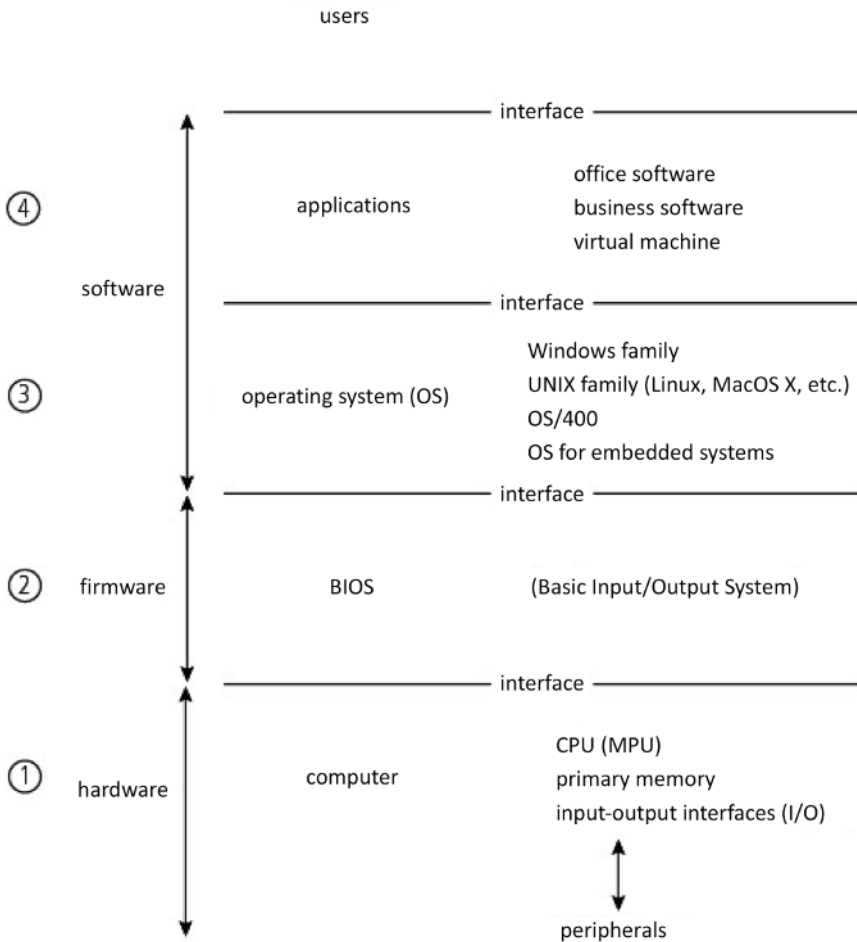 users
interface
④
applications
office software
business software
virtual machine
software
interface
③
operating system (OS)
Windows family
UNIX family (Linux, MacOS X, etc.)
OS/400
OS for embedded systems
interface
②
firmware
BIOS
(Basic Input/Output System)
interface
①
hardware
computer
CPU (MPU)
primary memory
input-output interfaces (I/O)
peripherals